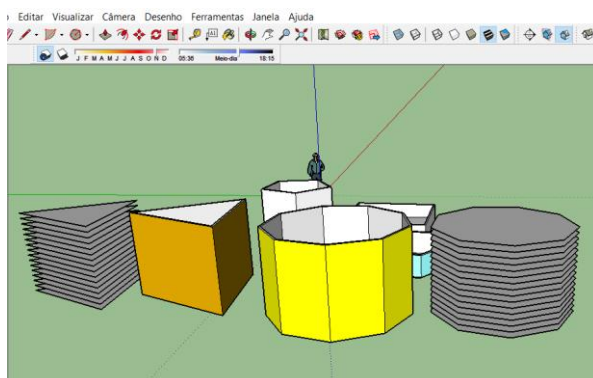 Editar Visualizar Câmera Desenho Ferramentas Janela Ajuda
J F M A M J J A S O N D 05:36 Meio-dia 18:15